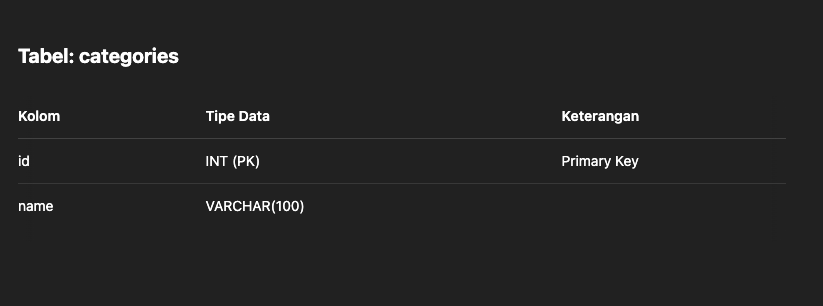 Tabel: categories
Kolom Tipe Data Keterangan
id INT (PK) Primary Key
name VARCHAR(100)